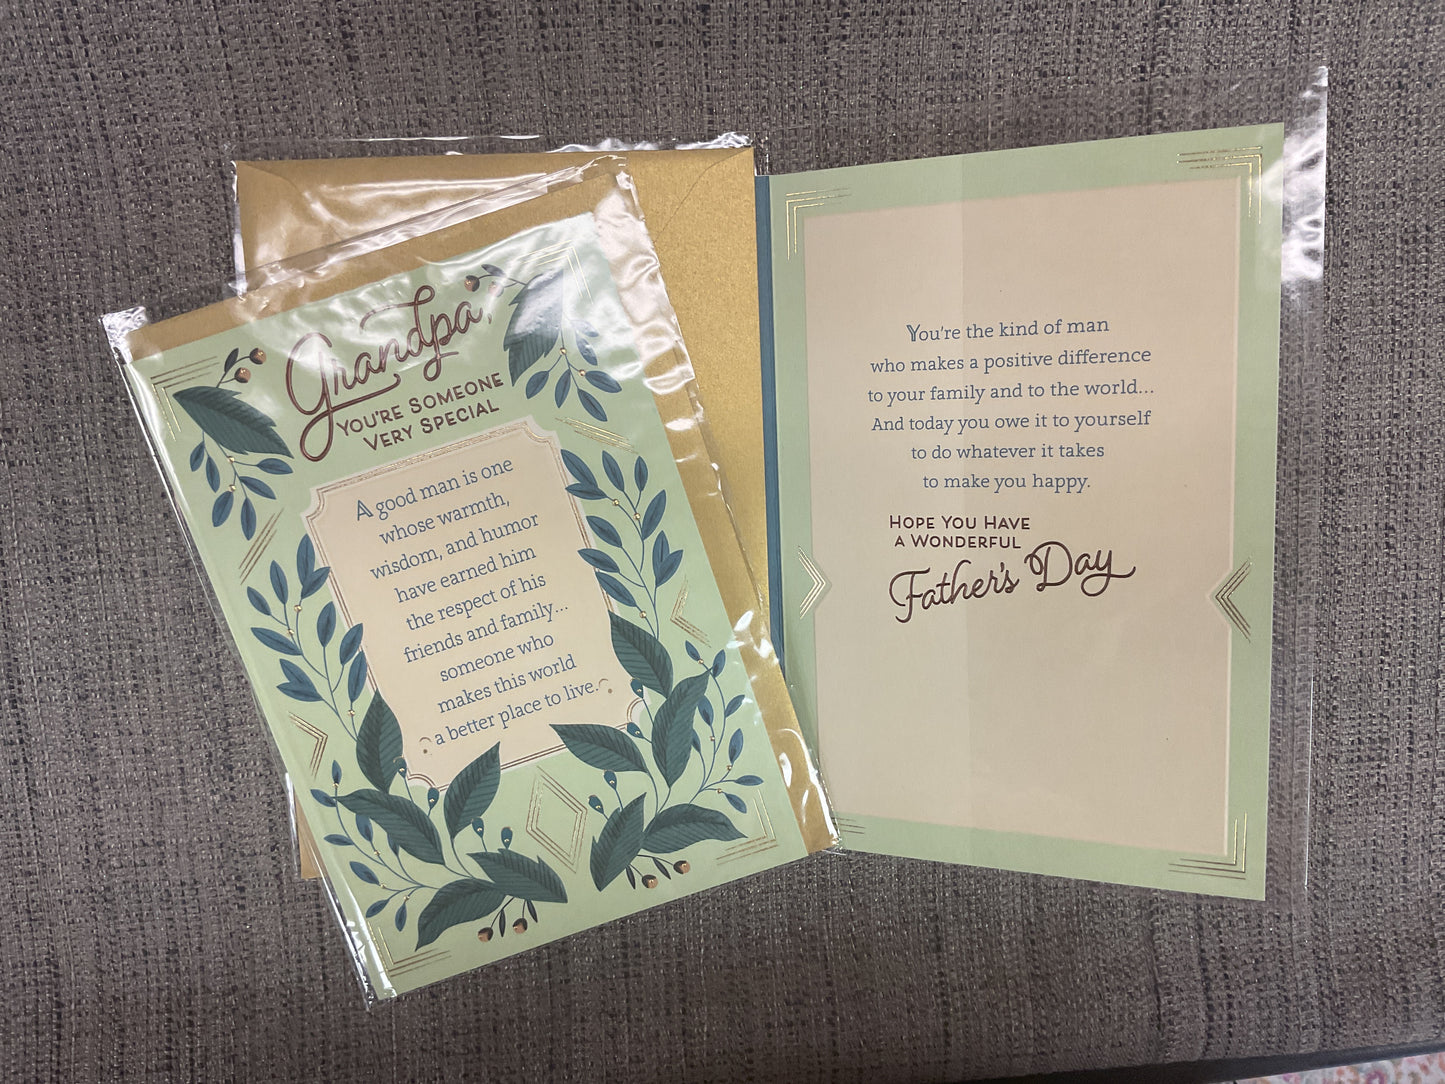 Grandpa,
YOU'RE SOMEONE
VERY SPECIAL
A good man is one
whose warmth,
wisdom, and humor
have earned him
the respect of his
friends and family...
someone who
makes this world
a better place to live.
You're the kind of man
who makes a positive difference
to your family and to the world...
And today you owe it to yourself
to do whatever it takes
to make you happy.
HOPE YOU HAVE
A WONDERFUL
Father's Day